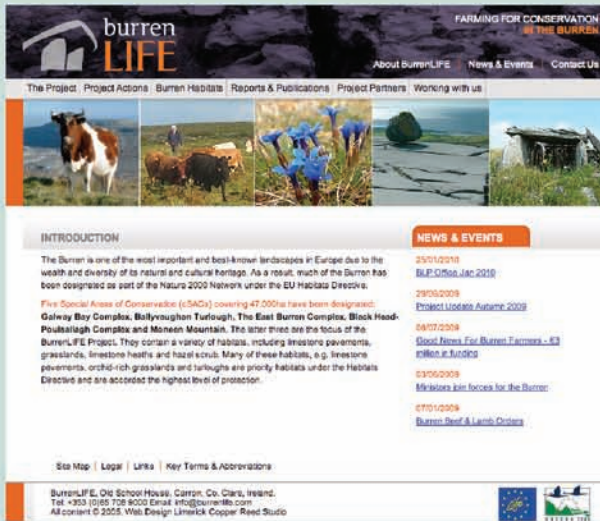 burren
LIFE
FARMING FOR CONSERVATION
IN THE BURREN
About BurrenLIFE | News & Events | Contact Us
The Project | Project Actions | Burren Habitats | Reports & Publications | Project Partners | Working with us
INTRODUCTION
The Burren is one of the most important and best-known landscapes in Europe due to the
wealth and diversity of its natural and cultural heritage. As a result, much of the Burren has
been designated as part of the Natura 2000 Network under the EU Habitats Directive.
Five Special Areas of Conservation (cSACs) covering 47,000ha have been designated:
Galway Bay Complex, Ballyvaughan Turlough, The East Burren Complex, Black Head-
Poulsallagh Complex and Moneen Mountain. The latter three are the focus of the
BurrenLIFE Project. They contain a variety of habitats, including limestone pavements,
grasslands, limestone heaths and hazel scrub. Many of these habitats, e.g. limestone
pavements, orchid-rich grasslands and turloughs are priority habitats under the Habitats
Directive and are accorded the highest level of protection.
NEWS & EVENTS
25/01/2010
BLP Office Jan 2010
29/09/2009
Project Update Autumn 2009
08/07/2009
Good News For Burren Farmers - €3
million in funding
03/06/2009
Ministers join forces for the Burren
07/01/2009
Burren Beef & Lamb Orders
Site Map | Legal | Links | Key Terms & Abbreviations
BurrenLIFE, Old School House, Carron, Co. Clare, Ireland.
Tel: +353 (0)65 708 9000 Email: info@burrenlife.com
All content © 2005. Web Design Limerick Copper Reed Studio
NATURA 2000